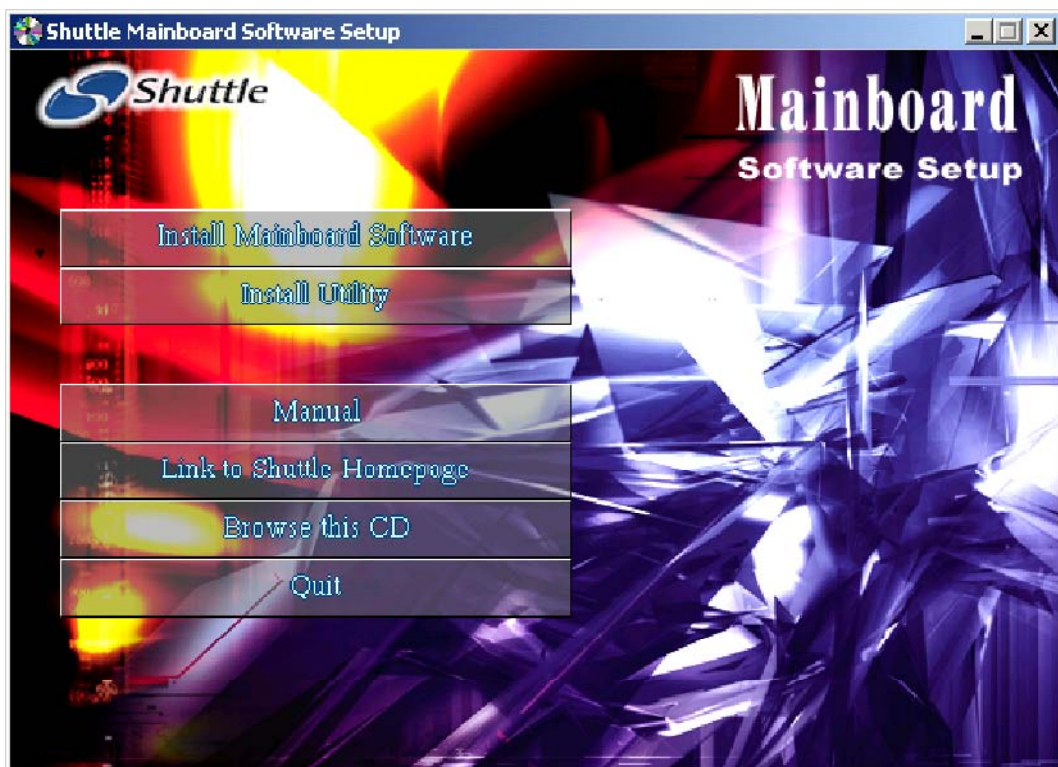 Shuttle Mainboard Software Setup
Shuttle
Mainboard
Software Setup
Install Mainboard Software
Install Utility
Manual
Link to Shuttle Homepage
Browse this CD
Quit